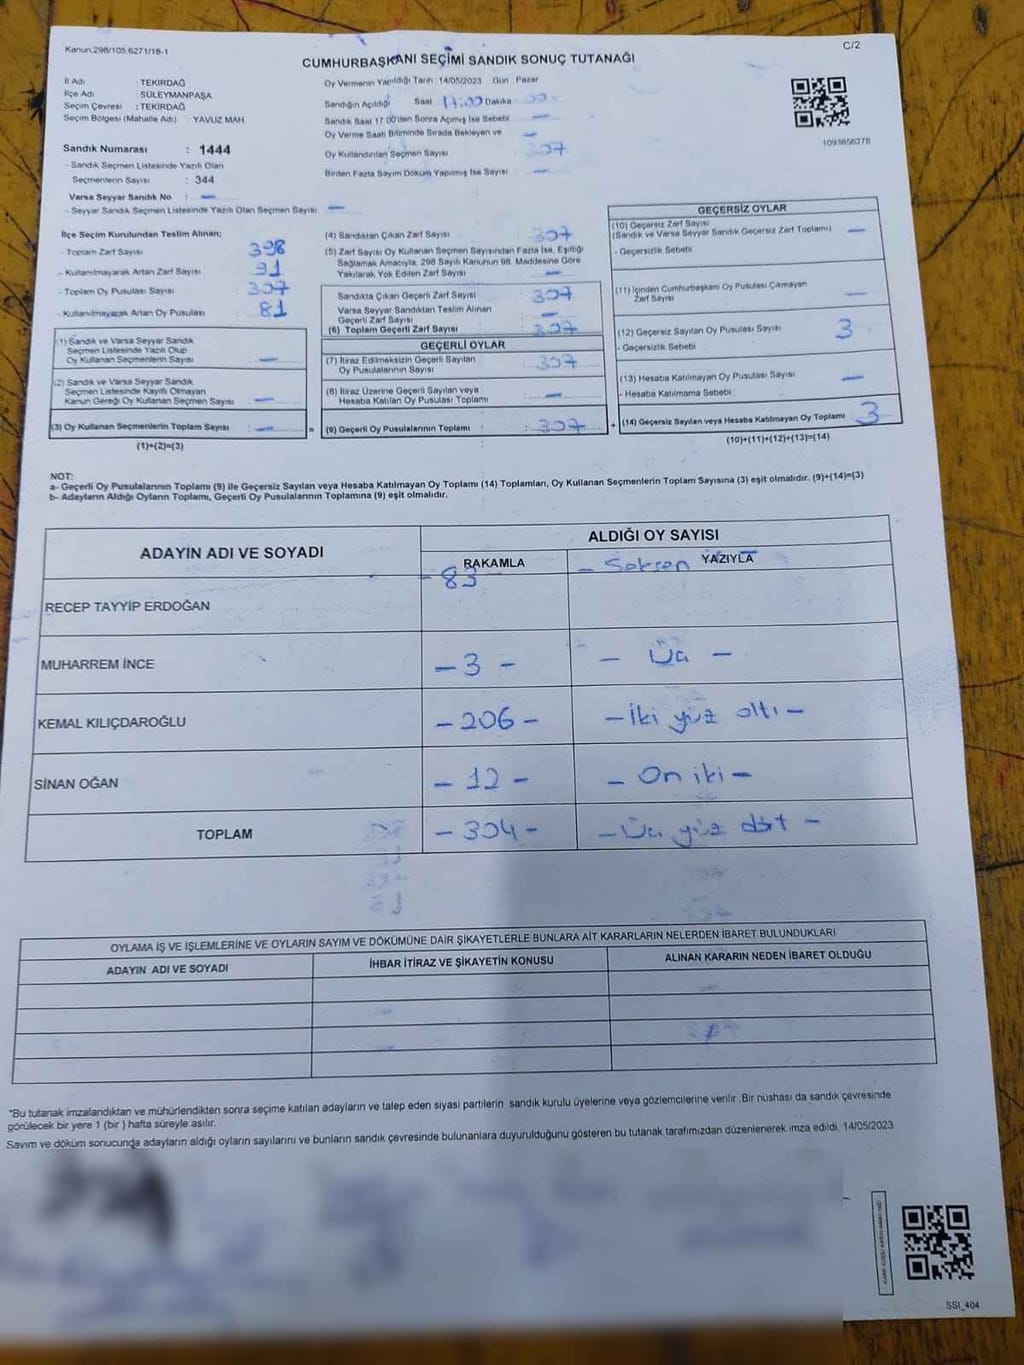 Kanun.298/105.6271/18-1
C/2
CUMHURBAŞKANI SEÇİMİ SANDIK SONUÇ TUTANAĞI
İl Adı : TEKİRDAĞ
İlçe Adı : SÜLEYMANPAŞA
Seçim Çevresi : TEKİRDAĞ
Seçim Bölgesi (Mahalle Adı) : YAVUZ MAH
Sandık Numarası : 1444
- Sandık Seçmen Listesinde Yazılı Olan
Seçmenlerin Sayısı : 344
Varsa Seyyar Sandık No : —
- Seyyar Sandık Seçmen Listesinde Yazılı Olan Seçmen Sayısı: —
Oy Vermenin Yapıldığı Tarih :14/05/2023 Gün : Pazar
Sandığın Açıldığı Saat 17:00 Dakika
Sandık Saat 17.00'den Sonra Açımış İse Sebebi : —
Oy Verme Saati Bitiminde Sırada Bekleyen ve
Oy Kullandırılan Seçmen Sayısı : 307
Birden Fazla Sayım Döküm Yapılmış İse Sayısı : —
1093656278
İlçe Seçim Kurulundan Teslim Alınan;
- Toplam Zarf Sayısı : 398
- Kullanılmayarak Artan Zarf Sayısı : 91
- Toplam Oy Pusulası Sayısı : 307
- Kullanılmayarak Artan Oy Pusulası : 81
(1) Sandık ve Varsa Seyyar Sandık
Seçmen Listesinde Yazılı Olup
Oy Kullanan Seçmenlerin Sayısı : —
(2) Sandık ve Varsa Seyyar Sandık
Seçmen Listesinde Kayıtlı Olmayan
Kanun Gereği Oy Kullanan Seçmen Sayısı : —
(3) Oy Kullanan Seçmenlerin Toplam Sayısı : —
(1)+(2)=(3)
(4) Sandıktan Çıkan Zarf Sayısı : 307
(5) Zarf Sayısı Oy Kullanan Seçmen Sayısından Fazla İse, Eşitliği
Sağlamak Amacıyla, 298 Sayılı Kanunun 98. Maddesine Göre
Yakılarak Yok Edilen Zarf Sayısı : —
Sandıkta Çıkan Geçerli Zarf Sayısı : 307
Varsa Seyyar Sandıktan Teslim Alınan
Geçerli Zarf Sayısı : —
(6) Toplam Geçerli Zarf Sayısı : 307
GEÇERLİ OYLAR
(7) İtiraz Edilmeksizin Geçerli Sayılan
Oy Pusulalarının Sayısı : 307
(8) İtiraz Üzerine Geçerli Sayılan veya
Hesaba Katılan Oy Pusulası Toplamı : —
= (9) Geçerli Oy Pusulalarının Toplamı : 307
GEÇERSİZ OYLAR
(10) Geçersiz Zarf Sayısı
(Sandık ve Varsa Seyyar Sandık Geçersiz Zarf Toplamı) —
- Geçersizlik Sebebi
(11) İçinden Cumhurbaşkanı Oy Pusulası Çıkmayan
Zarf Sayısı —
(12) Geçersiz Sayılan Oy Pusulası Sayısı 3
- Geçersizlik Sebebi
(13) Hesaba Katılmayan Oy Pusulası Sayısı —
- Hesaba Katılmama Sebebi
+ (14) Geçersiz Sayılan veya Hesaba Katılmayan Oy Toplamı 3
(10)+(11)+(12)+(13)=(14)
NOT:
a- Geçerli Oy Pusulalarının Toplamı (9) ile Geçersiz Sayılan veya Hesaba Katılmayan Oy Toplamı (14) Toplamları, Oy Kullanan Seçmenlerin Toplam Sayısına (3) eşit olmalıdır. (9)+(14)=(3)
b- Adayların Aldığı Oyların Toplamı, Geçerli Oy Pusulalarının Toplamına (9) eşit olmalıdır.
ADAYIN ADI VE SOYADI
ALDIĞI OY SAYISI
RAKAMLA
YAZIYLA
RECEP TAYYİP ERDOĞAN - 83 — Seksen
MUHARREM İNCE - 3 - - Üç -
KEMAL KILIÇDAROĞLU - 206 - - İki yüz altı -
SİNAN OĞAN - 12 - - On iki -
TOPLAM - 304 - - Üç yüz dört -
OYLAMA İŞ VE İŞLEMLERİNE VE OYLARIN SAYIM VE DÖKÜMÜNE DAİR ŞİKAYETLERLE BUNLARA AİT KARARLARIN NELERDEN İBARET BULUNDUKLARI
ADAYIN ADI VE SOYADI
İHBAR İTİRAZ VE ŞİKAYETİN KONUSU
ALINAN KARARIN NEDEN İBARET OLDUĞU
*Bu tutanak imzalandıktan ve mühürlendikten sonra seçime katılan adayların ve talep eden siyasi partilerin sandık kurulu üyelerine veya gözlemcilerine verilir .Bir nüshası da sandık çevresinde
görülecek bir yere 1 (bir ) hafta süreyle asılır.
Sayım ve döküm sonucunda adayların aldığı oyların sayılarını ve bunların sandık çevresinde bulunanlara duyurulduğunu gösteren bu tutanak tarafımızdan düzenlenerek imza edildi. 14/05/2023
SSI_404